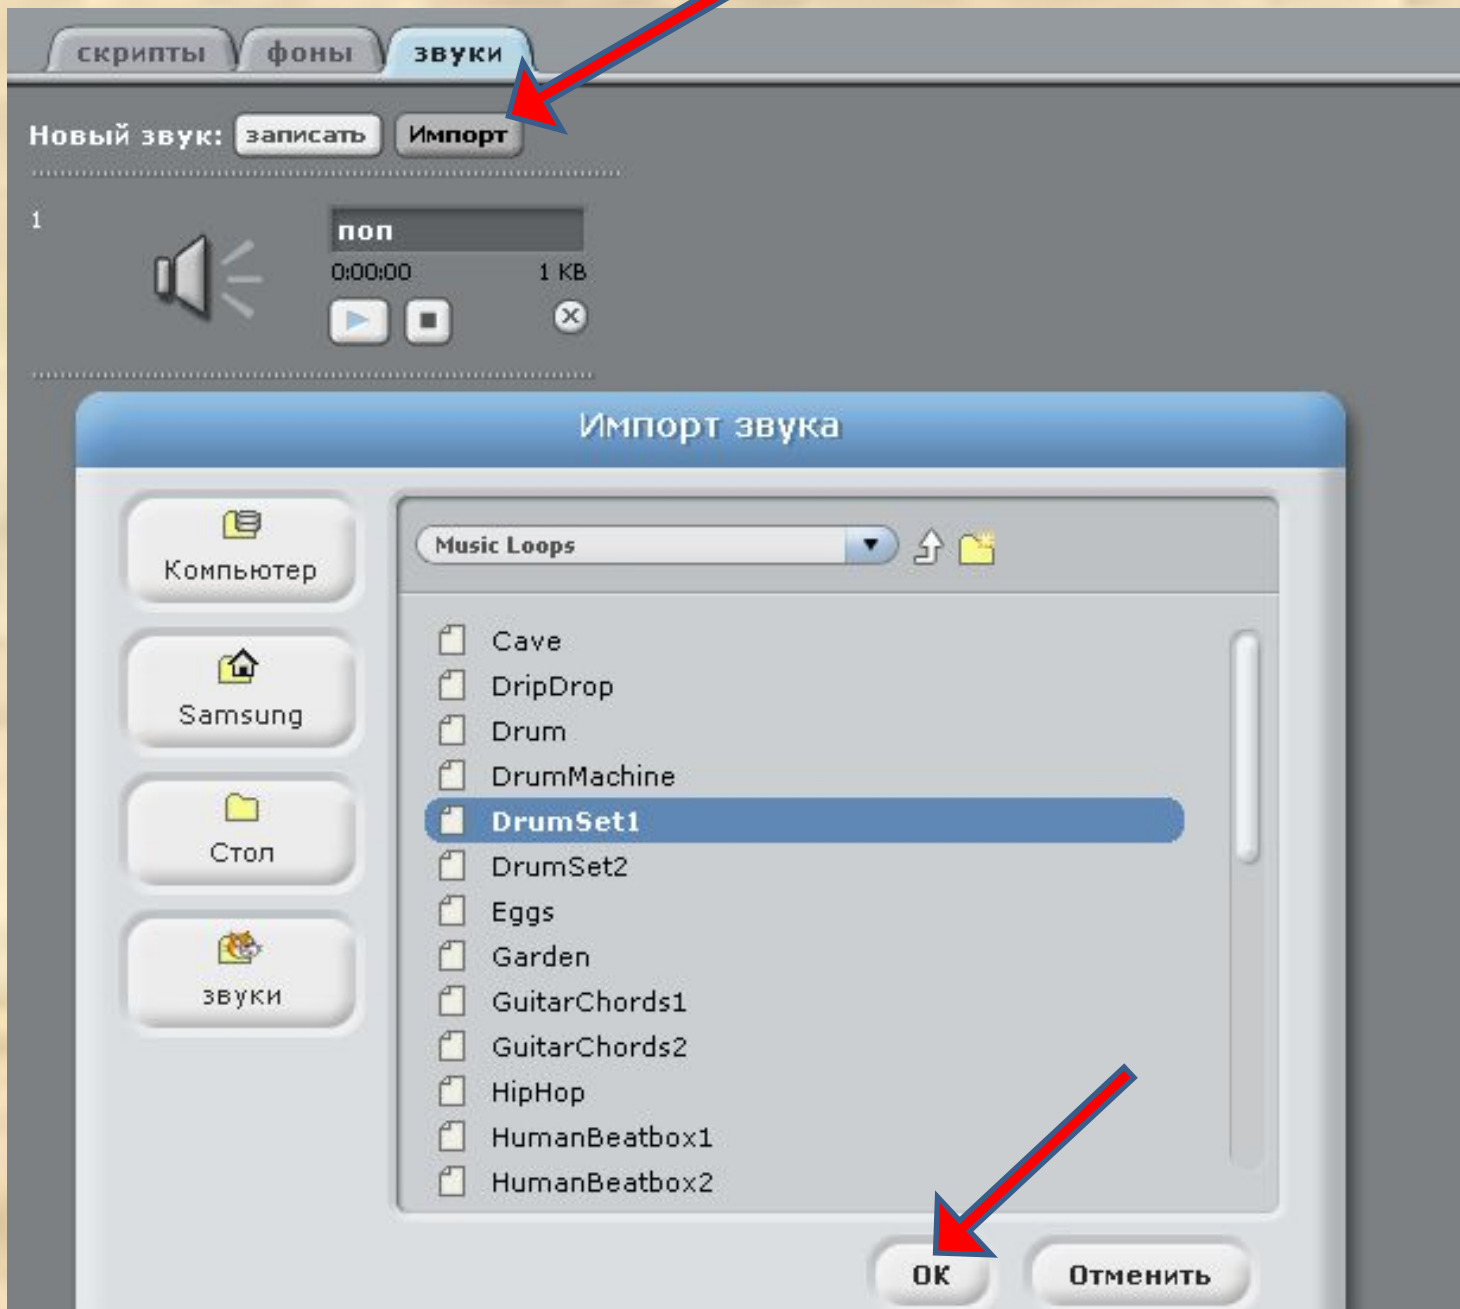 скрипты фоны звуки
Новый звук: записать Импорт
1
поп
0:00:00 1 KB
Импорт звука
Компьютер
Samsung
Стол
звуки
Music Loops
Cave
DripDrop
Drum
DrumMachine
DrumSet1
DrumSet2
Eggs
Garden
GuitarChords1
GuitarChords2
HipHop
HumanBeatbox1
HumanBeatbox2
ОК Отменить